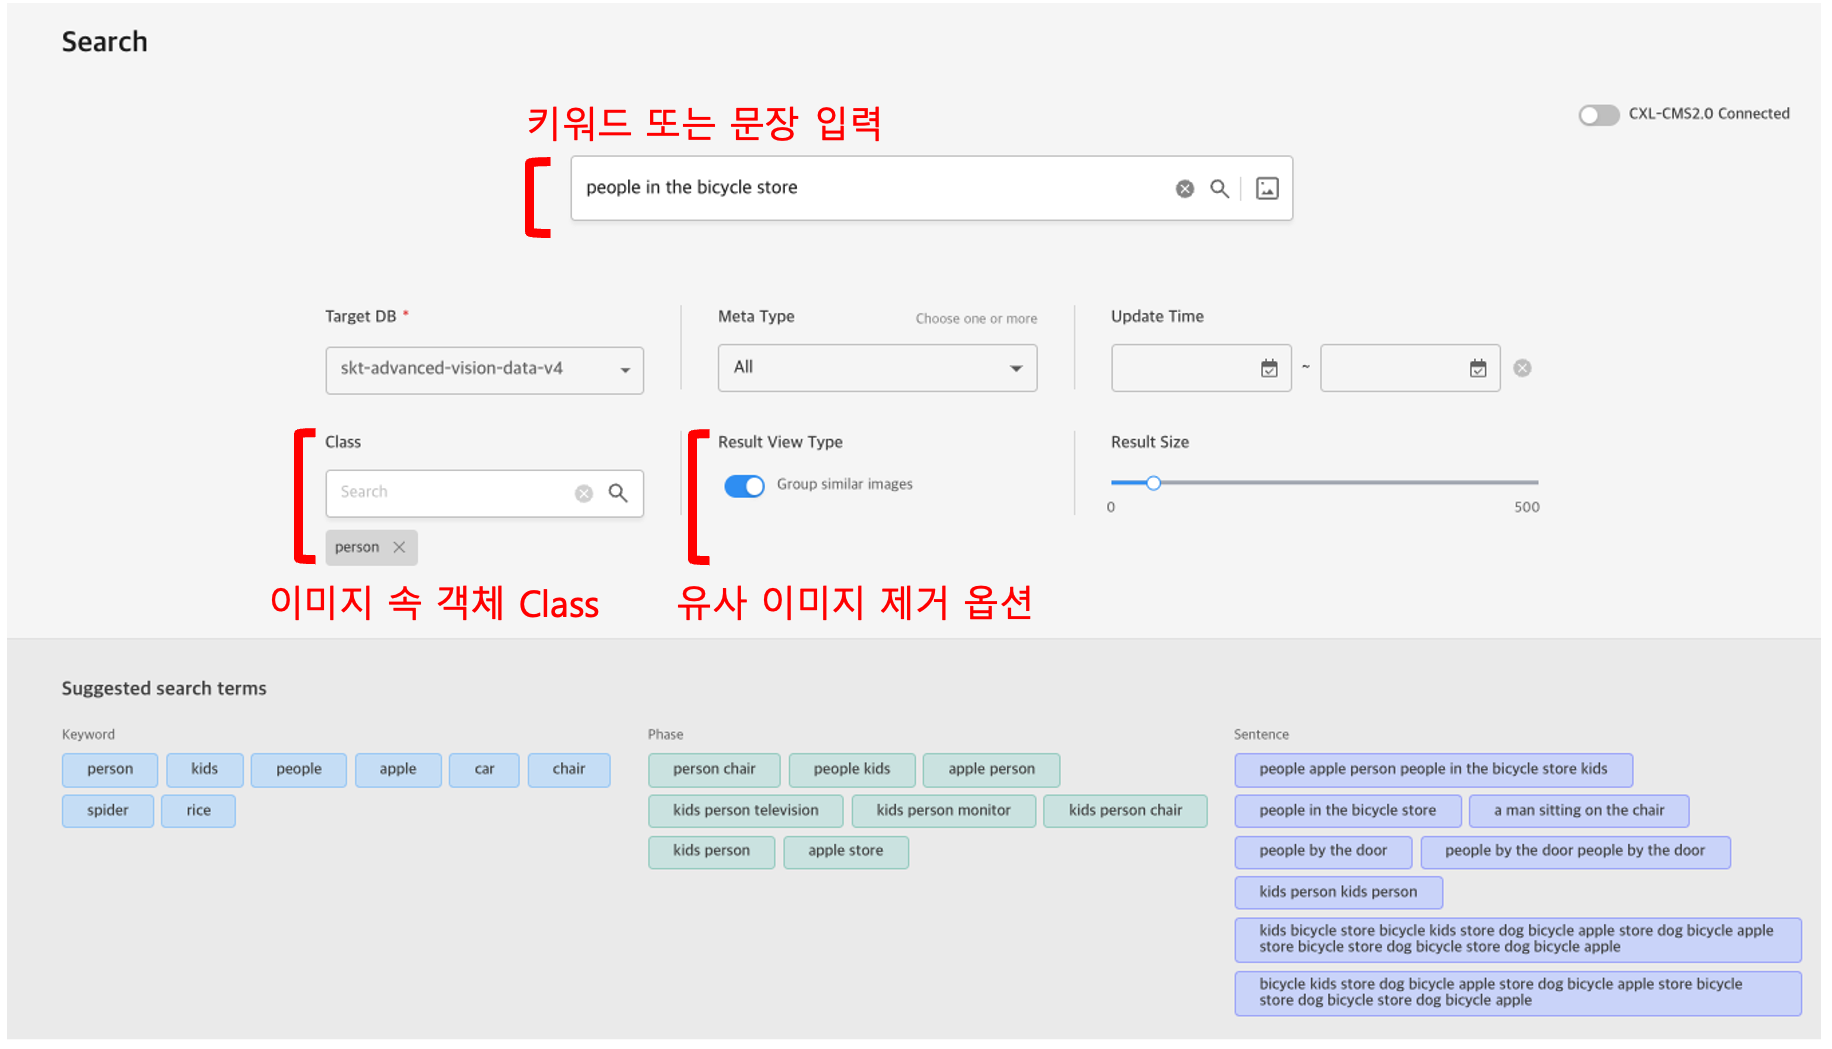 Search
키워드 또는 문장 입력
CXL-CMS2.0 Connected
people in the bicycle store
Target DB *
skt-advanced-vision-data-v4
Meta Type
Choose one or more
All
Update Time
~
Class
Search
person
Result View Type
Group similar images
Result Size
0
500
이미지 속 객체 Class
유사 이미지 제거 옵션
Suggested search terms
Keyword
person
kids
people
apple
car
chair
spider
rice
Phase
person chair
people kids
apple person
kids person television
kids person monitor
kids person chair
kids person
apple store
Sentence
people apple person people in the bicycle store kids
people in the bicycle store
a man sitting on the chair
people by the door
people by the door people by the door
kids person kids person
kids bicycle store bicycle kids store dog bicycle apple store dog bicycle apple
store bicycle store dog bicycle store dog bicycle apple
bicycle kids store dog bicycle apple store dog bicycle apple store bicycle
store dog bicycle store dog bicycle apple